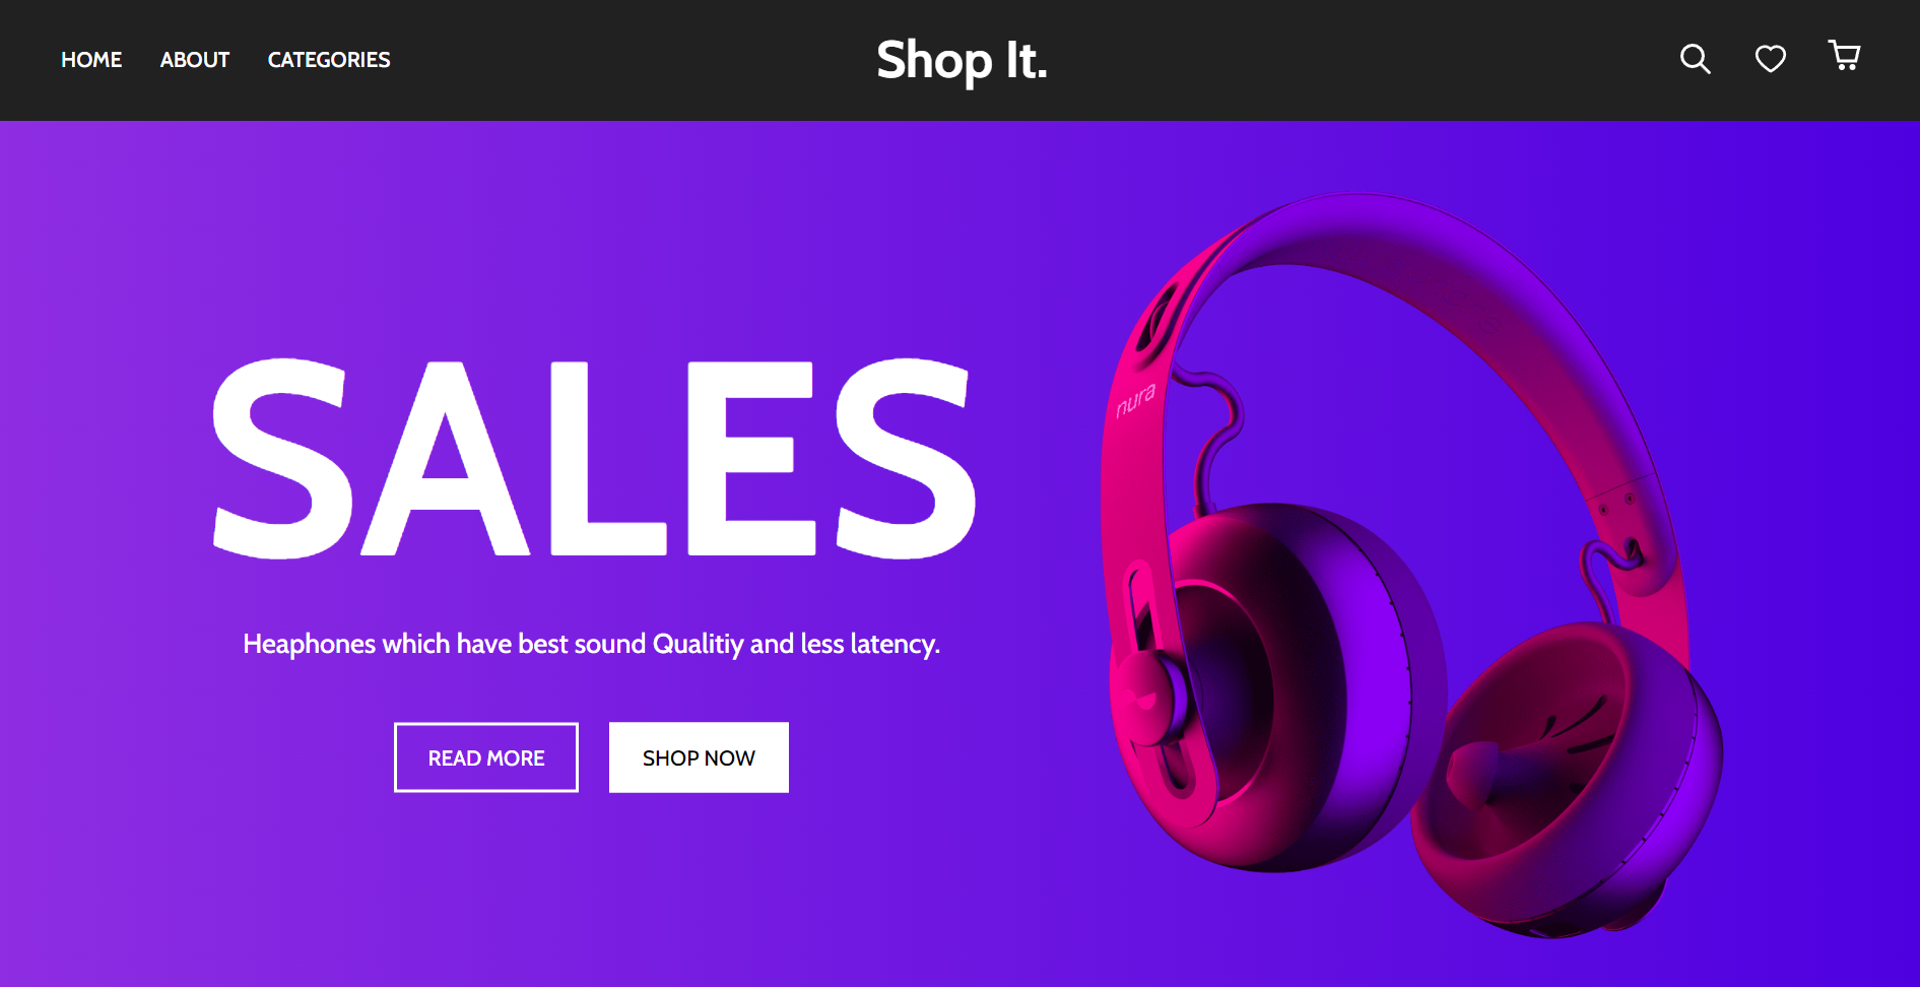 HOME ABOUT CATEGORIES Shop It.
SALES
nura
Heaphones which have best sound Qualitiy and less latency.
READ MORE SHOP NOW